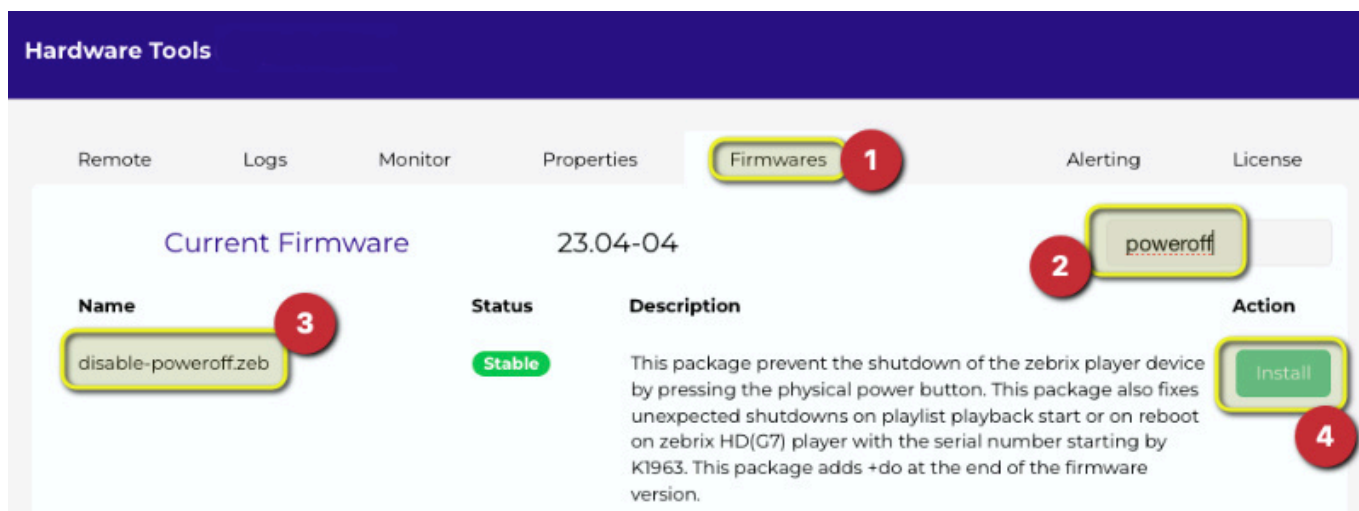 Hardware Tools
Remote Logs Monitor Properties Firmwares 1 Alerting License
Current Firmware 23.04-04 2 poweroff
Name Status Description Action
3
disable-poweroff.zeb Stable This package prevent the shutdown of the zebrix player device Install
by pressing the physical power button. This package also fixes
unexpected shutdowns on playlist playback start or on reboot
on zebrix HD(G7) player with the serial number starting by 4
K1963. This package adds +do at the end of the firmware
version.